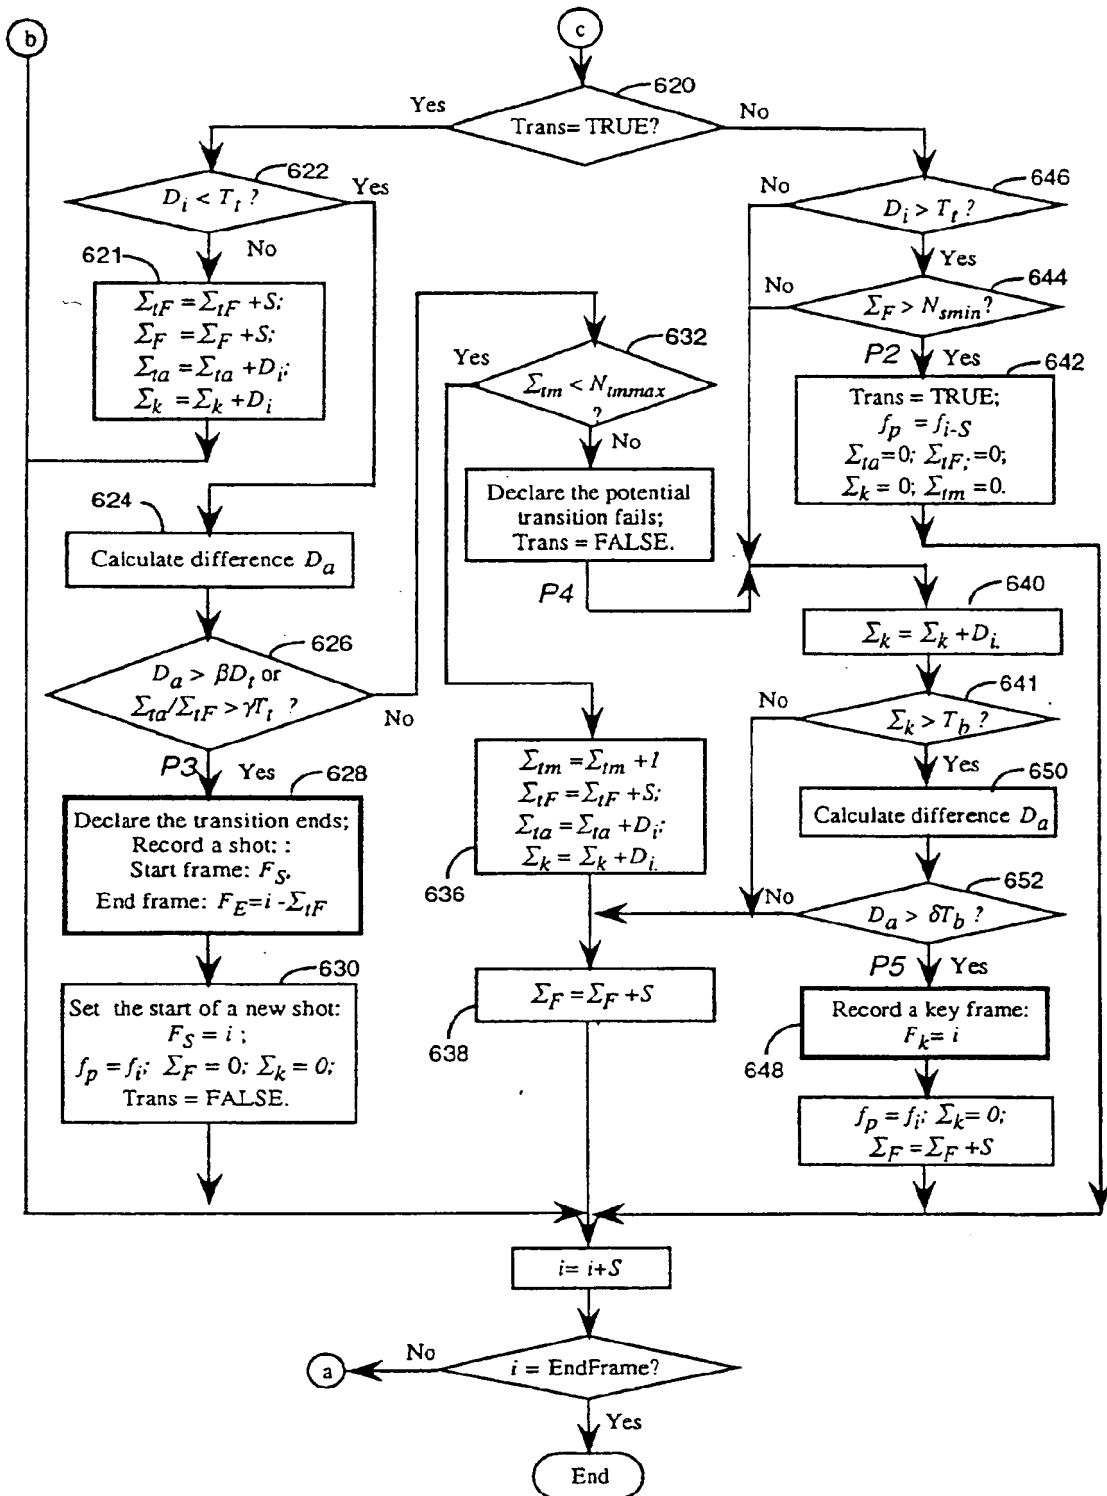 b
c
620
Trans= TRUE?
Yes
No
622
D_i < T_t ?
Yes
No
621
Σ_tF = Σ_tF + S;
Σ_F = Σ_F + S;
Σ_ta = Σ_ta + D_i;
Σ_k = Σ_k + D_i
624
Calculate difference D_a
626
D_a > βD_t or
Σ_ta/Σ_tF > γT_t ?
No
P3
Yes
628
Declare the transition ends;
Record a shot: :
Start frame: F_S.
End frame: F_E=i -Σ_tF
630
Set the start of a new shot:
F_S = i ;
f_p = f_i; Σ_F = 0; Σ_k = 0;
Trans = FALSE.
632
Yes
Σ_tm < N_tmmax
?
No
Declare the potential
transition fails;
Trans = FALSE.
P4
Σ_tm = Σ_tm + 1
Σ_tF = Σ_tF + S;
Σ_ta = Σ_ta + D_i;
Σ_k = Σ_k + D_i.
636
Σ_F = Σ_F + S
638
646
No
D_i > T_t ?
Yes
644
No
Σ_F > N_smin?
P2
Yes
642
Trans = TRUE;
f_p = f_i-S
Σ_ta=0; Σ_tF; =0;
Σ_k = 0; Σ_tm = 0.
640
Σ_k = Σ_k + D_i.
641
No
Σ_k > T_b ?
Yes
650
Calculate difference D_a
652
No
D_a > δT_b ?
P5
Yes
Record a key frame:
F_k= i
648
f_p = f_i; Σ_k= 0;
Σ_F = Σ_F + S
i= i+S
No
a
i = EndFrame?
Yes
End